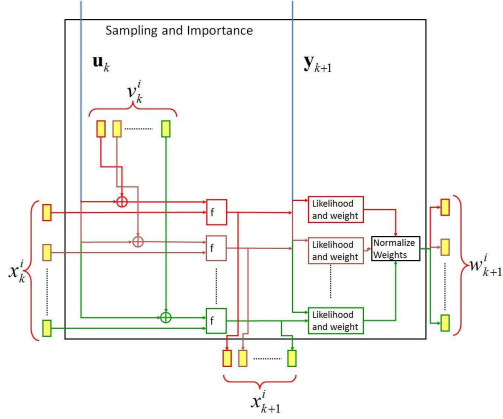 Sampling and Importance
u_k
y_{k+1}
v_k^i
x_k^i
f
f
f
Likelihood
and weight
Likelihood
and weight
Likelihood
and weight
Normalize
Weights
w_{k+1}^i
x_{k+1}^i